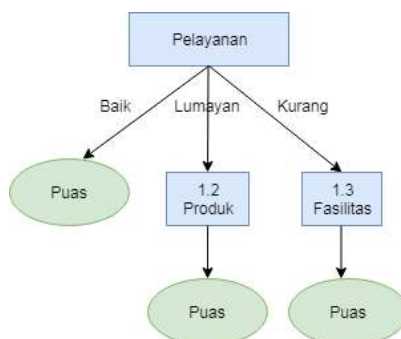 Pelayanan
Baik
Lumayan
Kurang
Puas
1.2
Produk
1.3
Fasilitas
Puas
Puas